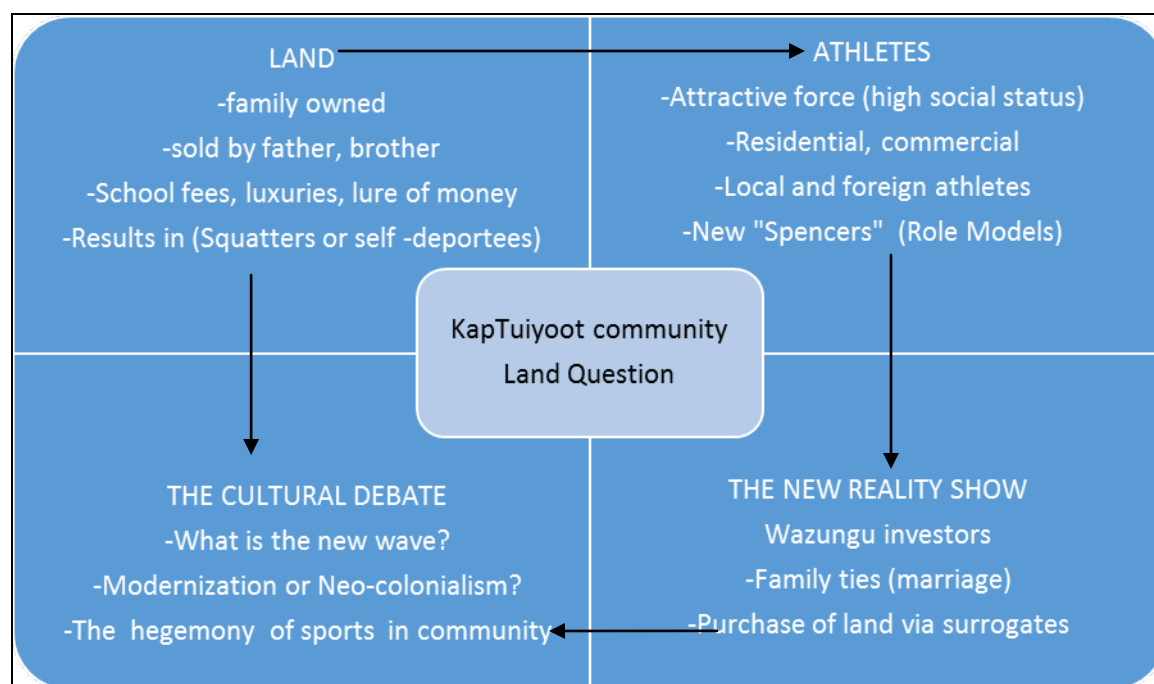 LAND
-family owned
-sold by father, brother
-School fees, luxuries, lure of money
-Results in (Squatters or self -deportees)
ATHLETES
-Attractive force (high social status)
-Residential, commercial
-Local and foreign athletes
-New "Spencers"  (Role Models)
KapTuiyoot community
Land Question
THE CULTURAL DEBATE
-What is the new wave?
-Modernization or Neo-colonialism?
-The  hegemony  of sports in community
THE NEW REALITY SHOW
Wazungu investors
-Family ties (marriage)
-Purchase of land via surrogates